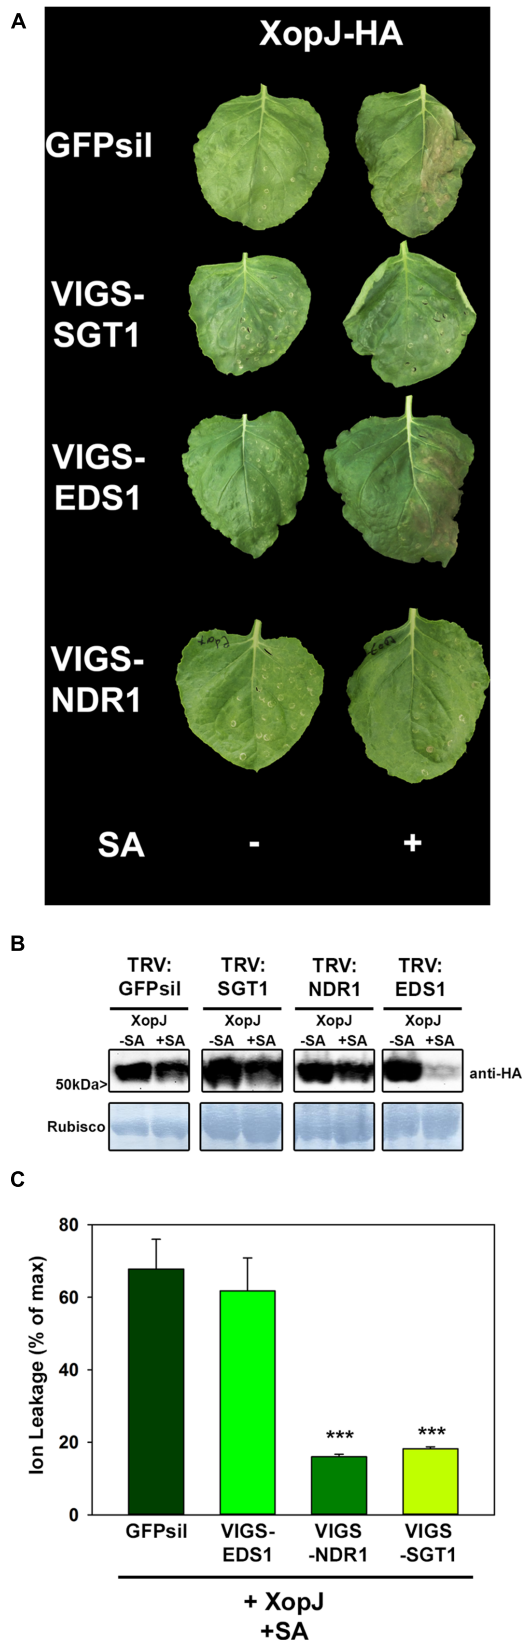 A
XopJ-HA
GFPsil
VIGS-
SGT1
VIGS-
EDS1
VIGS-
NDR1
XopJ
XopJ
SA - +
B
TRV: TRV: TRV: TRV:
GFPsil SGT1 NDR1 EDS1
XopJ XopJ XopJ XopJ
-SA +SA -SA +SA -SA +SA -SA +SA
anti-HA
50kDa>
Rubisco
C
80
60
40
20
0
Ion Leakage (% of max)
*** ***
GFPsil VIGS- VIGS VIGS
EDS1 -NDR1 -SGT1
+ XopJ
+SA